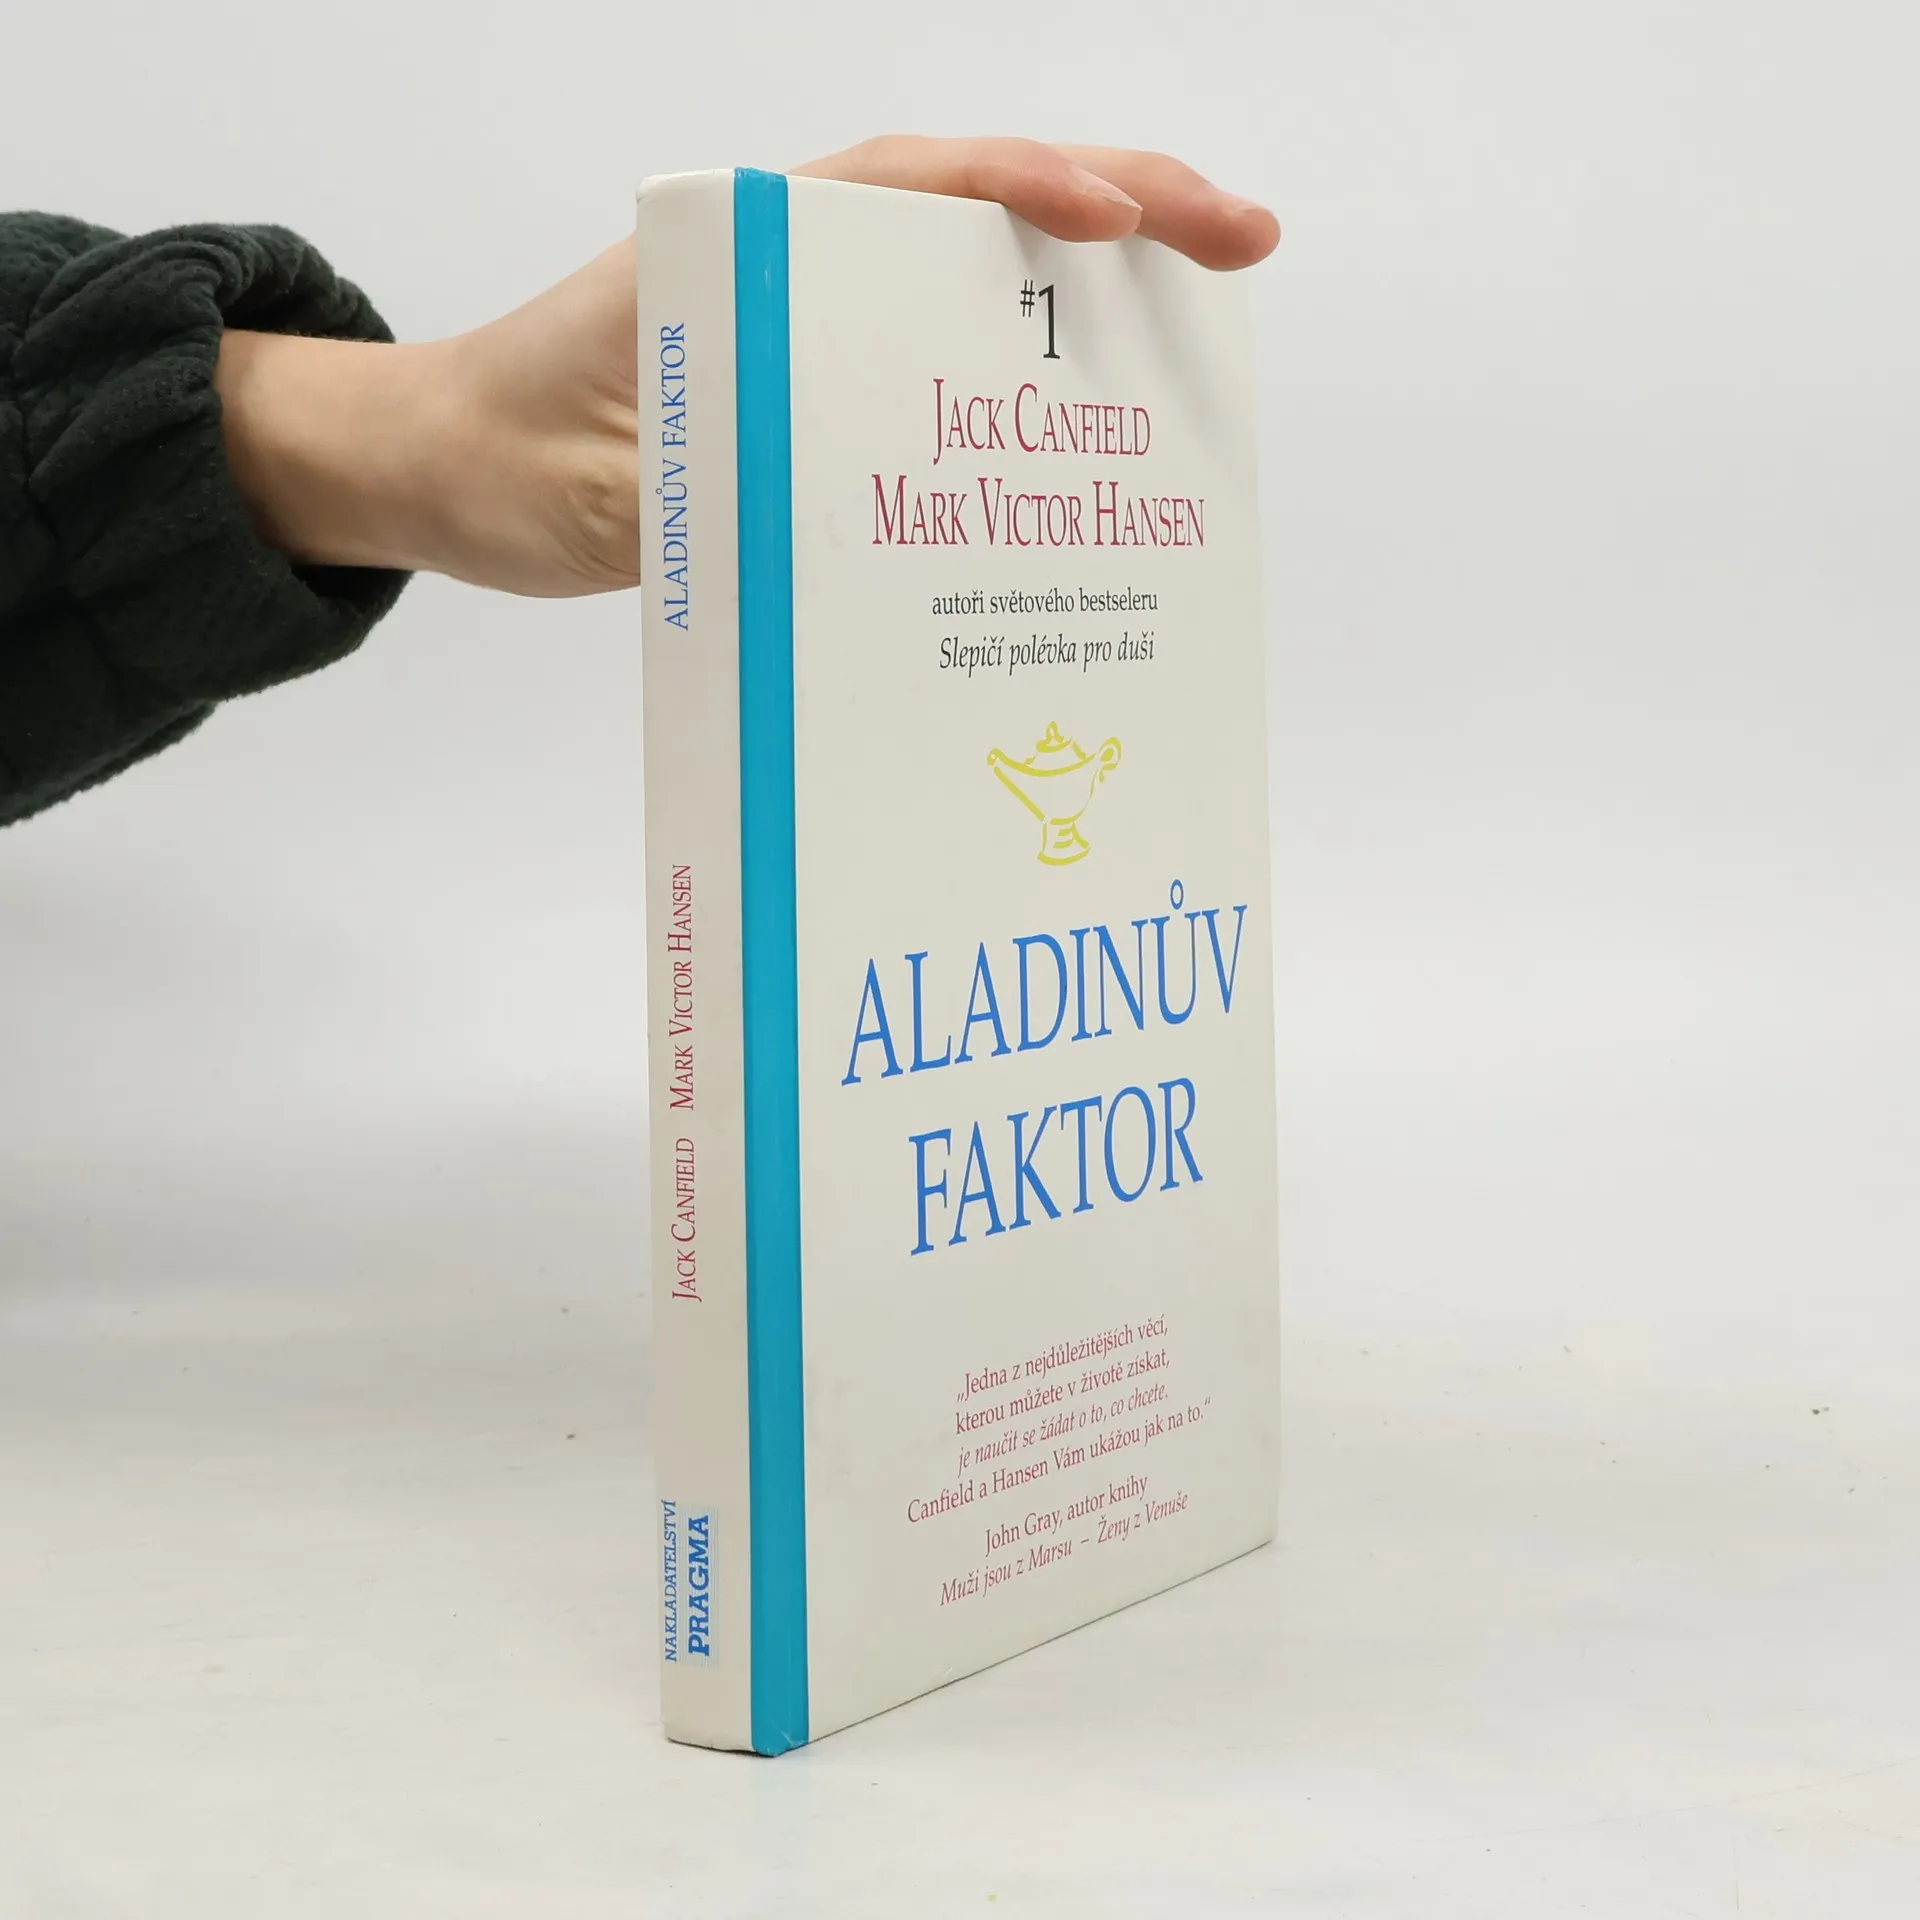 ALADINŮV FAKTOR
JACK CANFIELD MARK VICTOR HANSEN
NAKLADATELSTVÍ
PRAGMA
#1
JACK CANFIELD
MARK VICTOR HANSEN
autoři světového bestseleru
Slepičí polévka pro duši
ALADINŮV
FAKTOR
„Jedna z nejdůležitějších věcí,
kterou můžete v životě získat,
je naučit se žádat o to, co chcete.
Canfield a Hansen Vám ukážou jak na to.“
John Gray, autor knihy
Muži jsou z Marsu – Ženy z Venuše